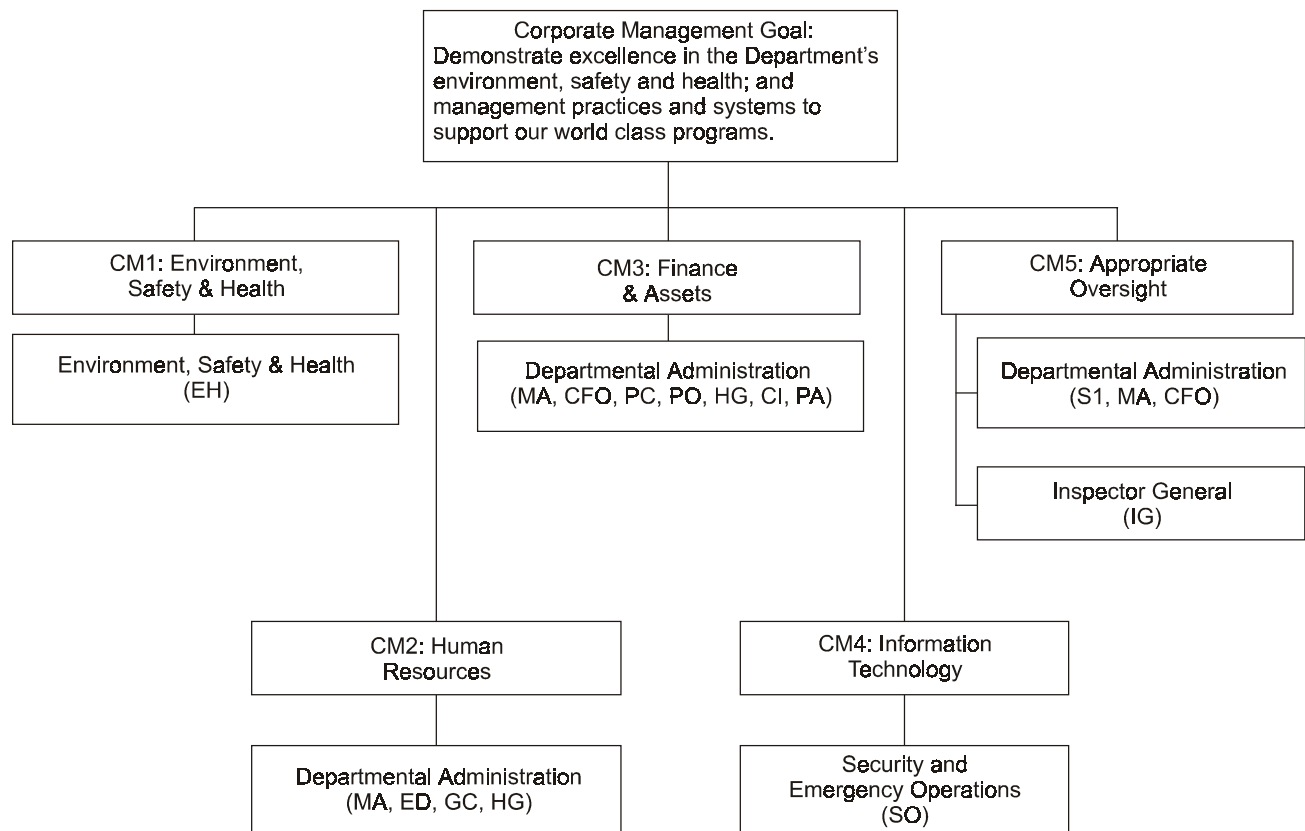 Corporate Management Goal:
Demonstrate excellence in the Department's
environment, safety and health; and
management practices and systems to
support our world class programs.
CM1: Environment,
Safety & Health
Environment, Safety & Health
(EH)
CM3: Finance
& Assets
Departmental Administration
(MA, CFO, PC, PO, HG, CI, PA)
CM5: Appropriate
Oversight
Departmental Administration
(S1, MA, CFO)
Inspector General
(IG)
CM2: Human
Resources
Departmental Administration
(MA, ED, GC, HG)
CM4: Information
Technology
Security and
Emergency Operations
(SO)